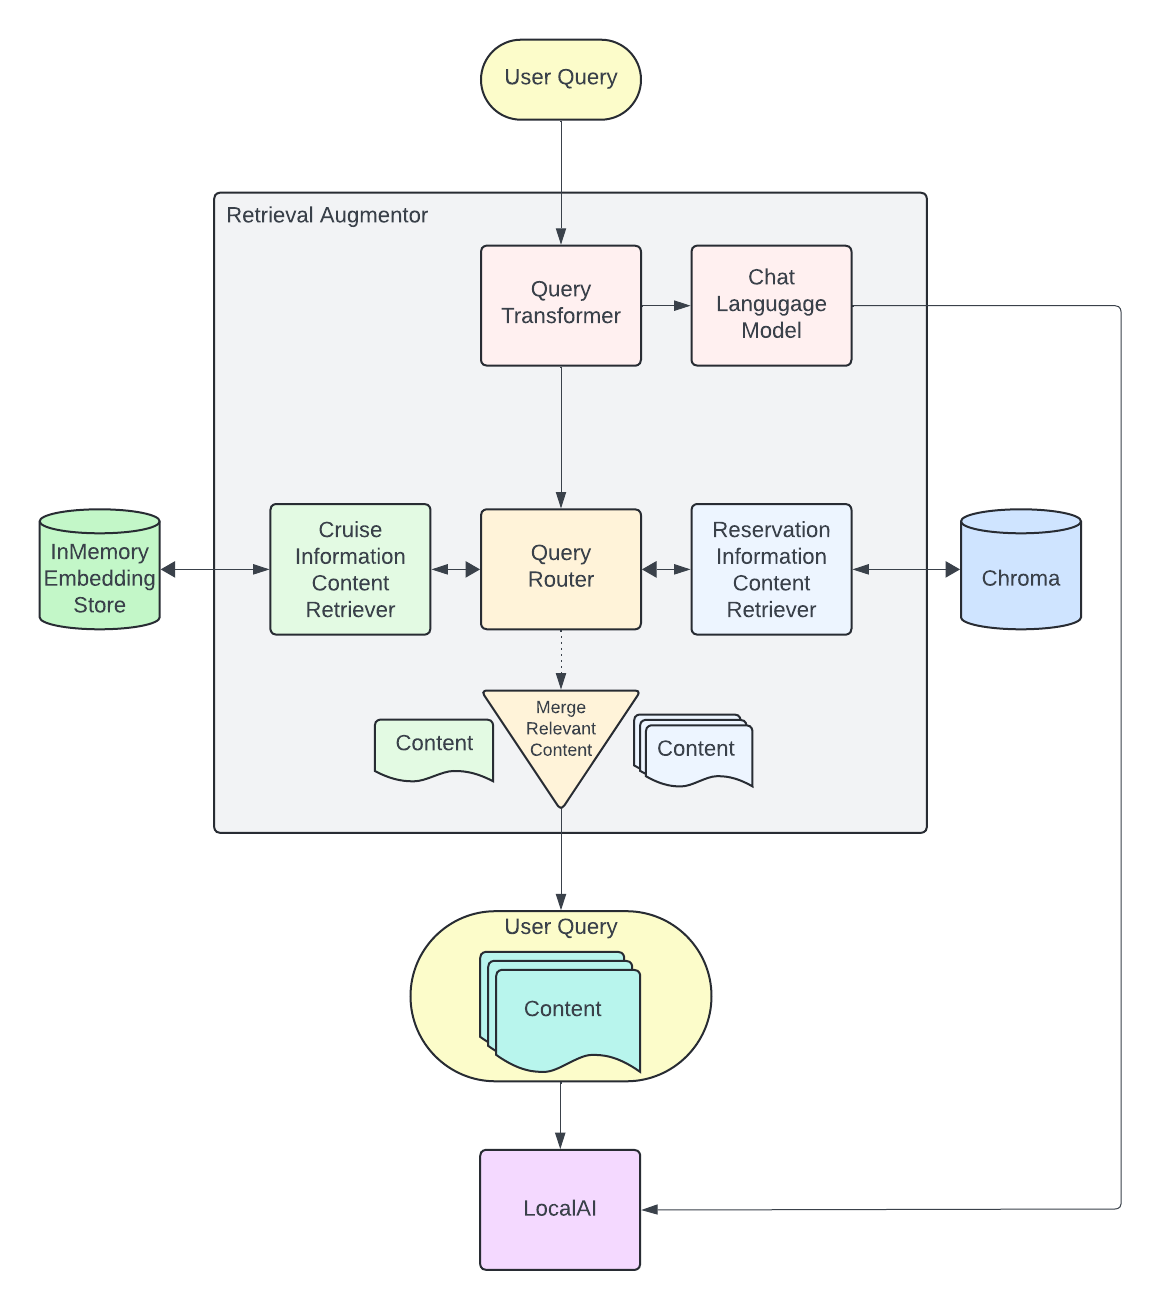 User Query
Retrieval Augmentor
Query
Transformer
Chat
Langugage
Model
InMemory
Embedding
Store
Cruise
Information
Content
Retriever
Query
Router
Reservation
Information
Content
Retriever
Chroma
Content
Merge
Relevant
Content
Content
User Query
Content
LocalAI